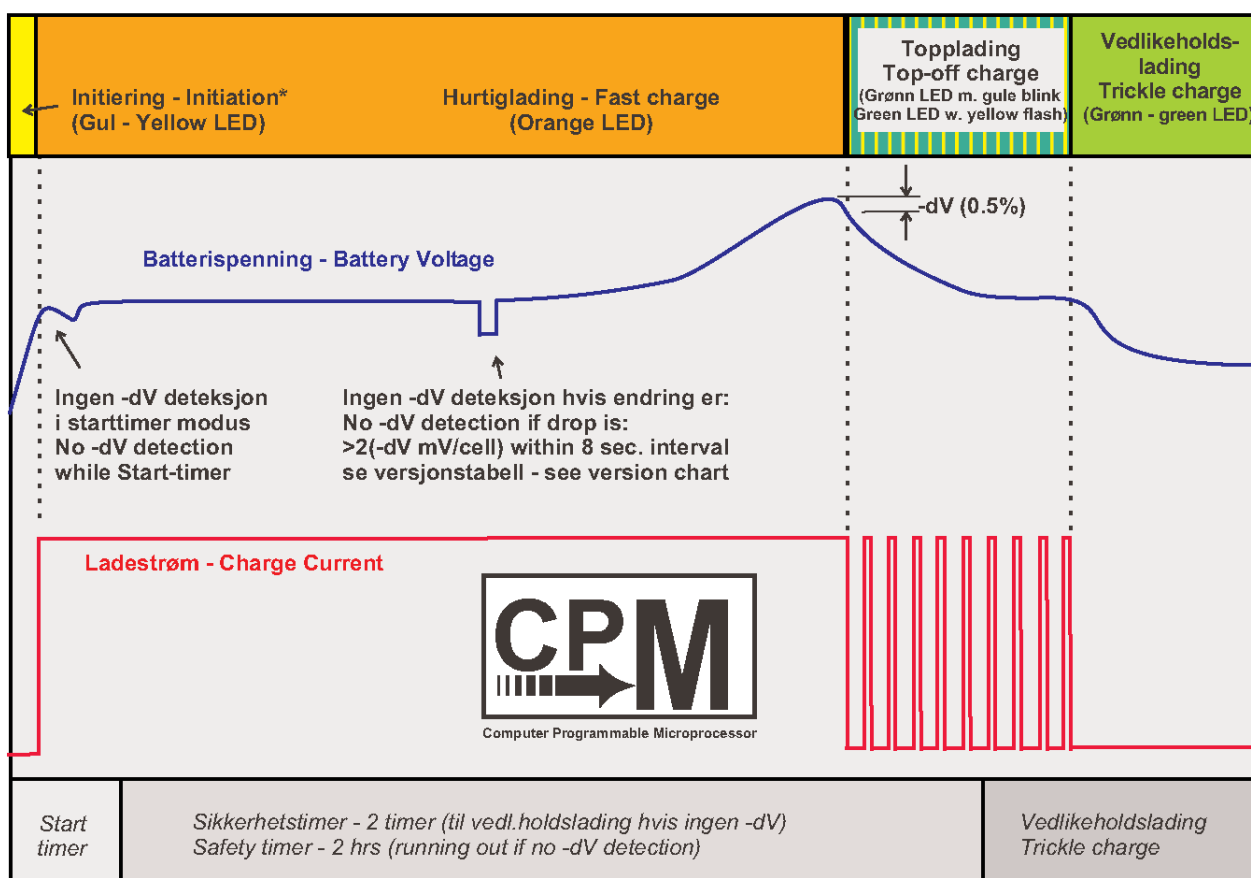 Initiering - Initiation*
(Gul - Yellow LED)
Hurtiglading - Fast charge
(Orange LED)
Topplading
Top-off charge
(Grønn LED m. gule blink
Green LED w. yellow flash)
Vedlikeholds-
lading
Trickle charge
(Grønn - green LED)
-dV (0.5%)
Batterispenning - Battery Voltage
Ingen -dV deteksjon
i starttimer modus
No -dV detection
while Start-timer
Ingen -dV deteksjon hvis endring er:
No -dV detection if drop is:
>2(-dV mV/cell) within 8 sec. interval
se versjonstabell - see version chart
Ladestrøm - Charge Current
CPM
Computer Programmable Microprocessor
Start
timer
Sikkerhetstimer - 2 timer (til vedl.holdslading hvis ingen -dV)
Safety timer - 2 hrs (running out if no -dV detection)
Vedlikeholdslading
Trickle charge